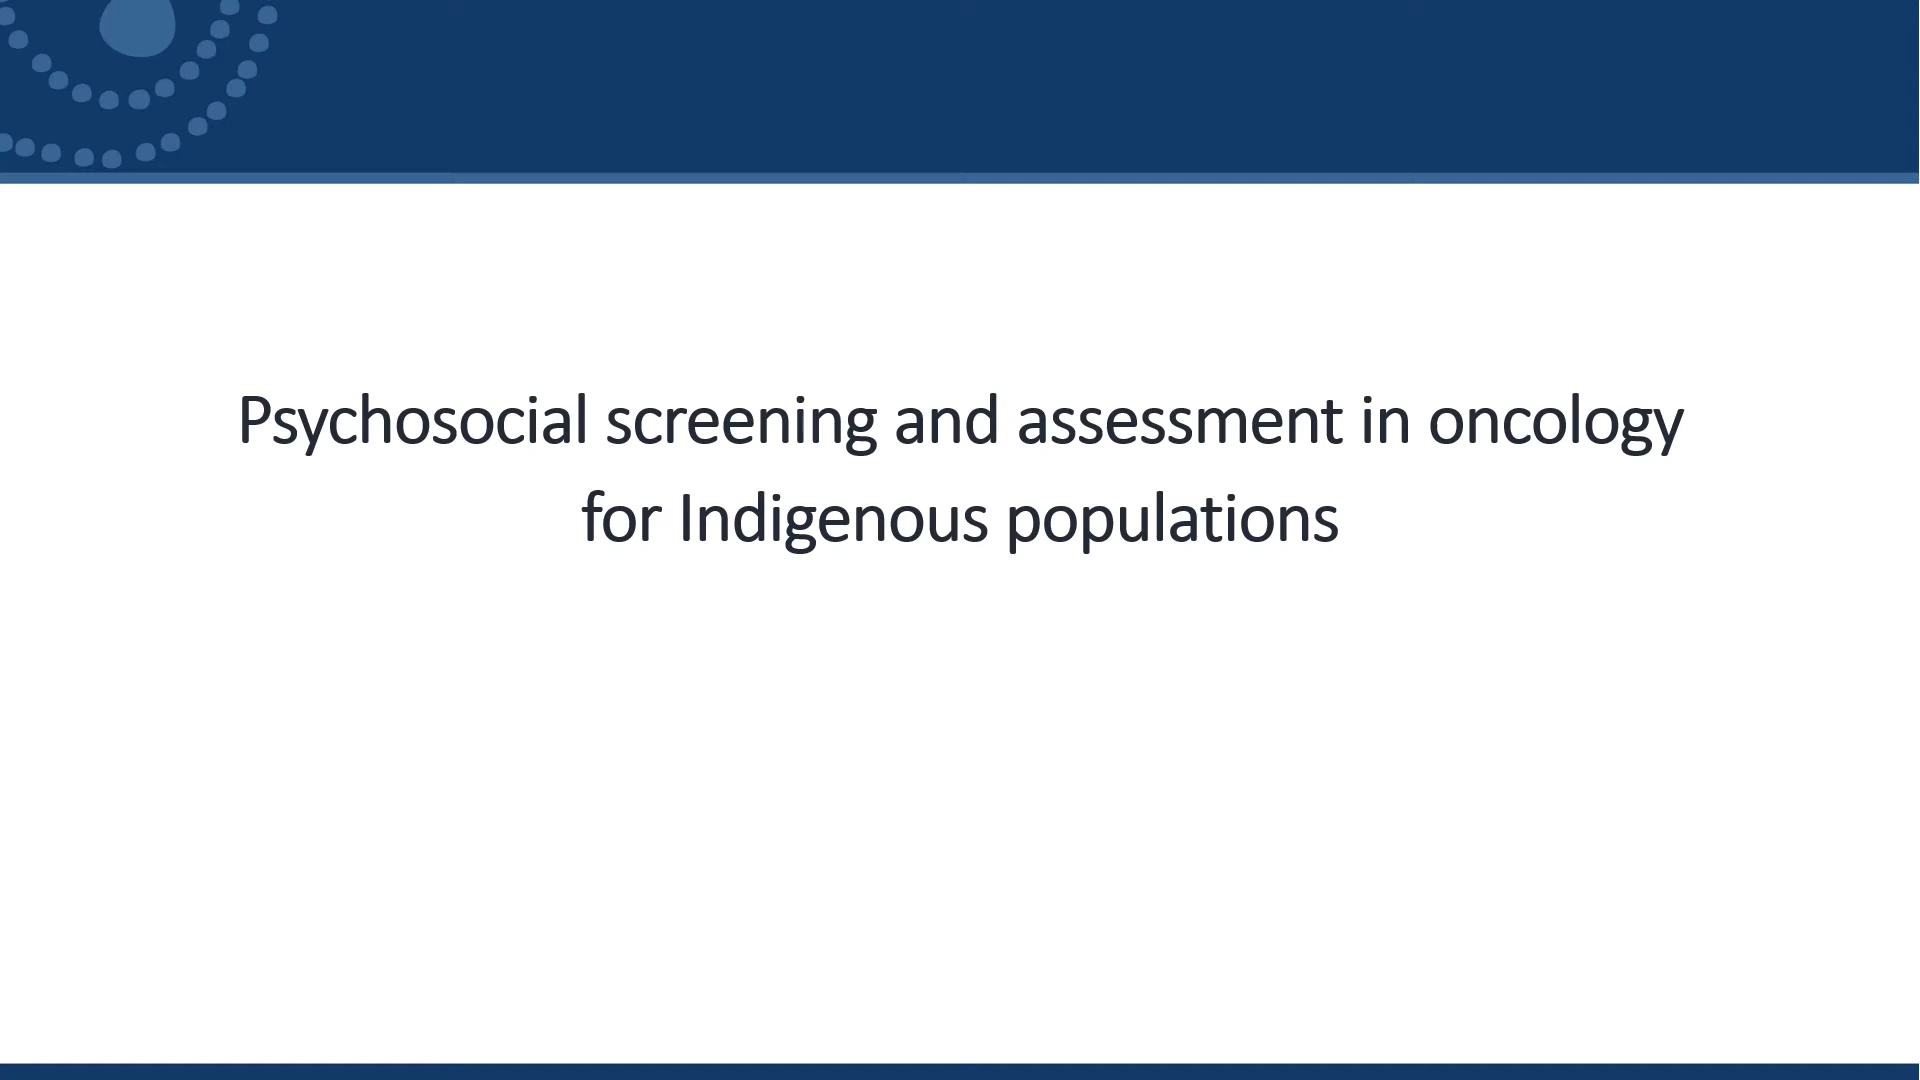 Psychosocial screening and assessment in oncology
for Indigenous populations